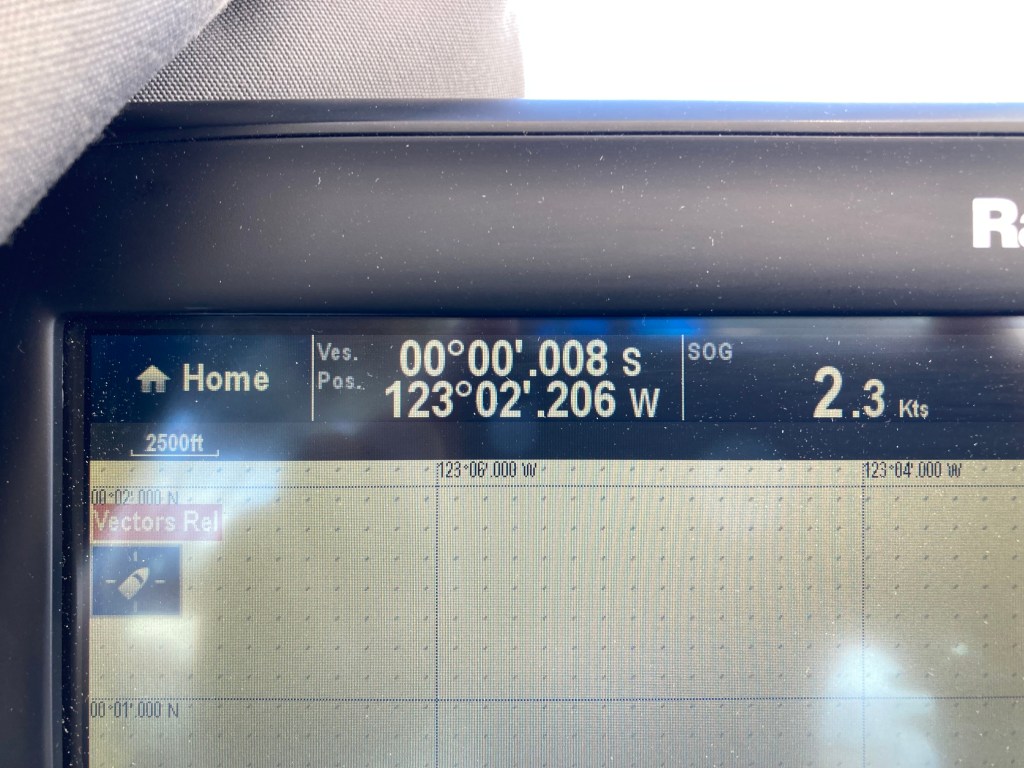 Ra
Home
Ves.
Pos.
00°00'.008 S
123°02'.206 W
SOG
2.3 Kts
2500ft
123°06'.000 W
123°04'.000 W
00°02'.000 N
Vectors Rel
00°01'.000 N